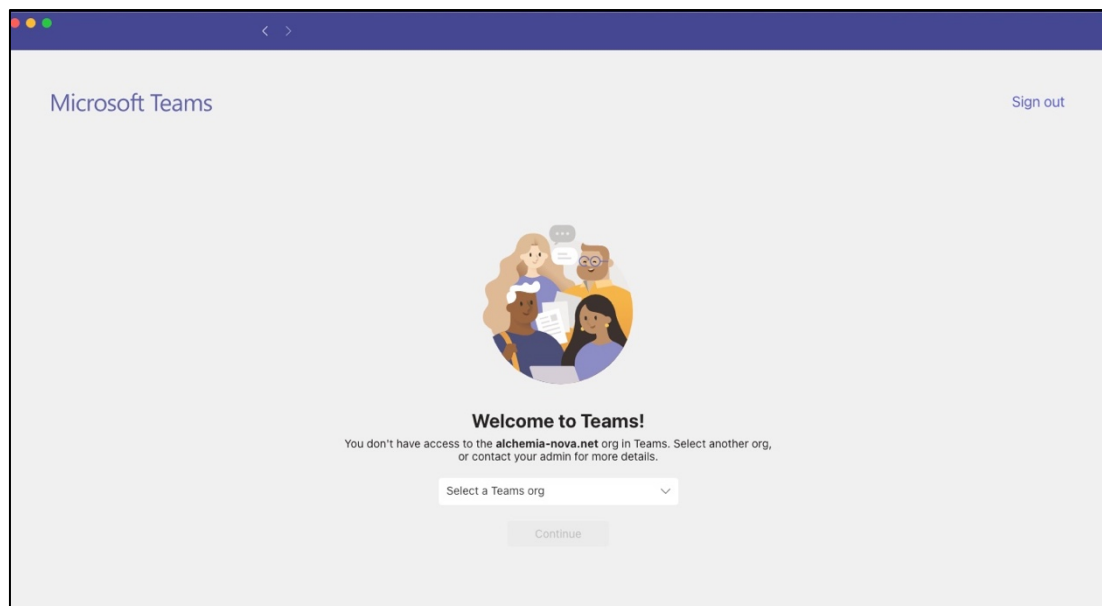 Microsoft Teams
Sign out
Welcome to Teams!
You don't have access to the alchemia-nova.net org in Teams. Select another org,
or contact your admin for more details.
Select a Teams org
Continue